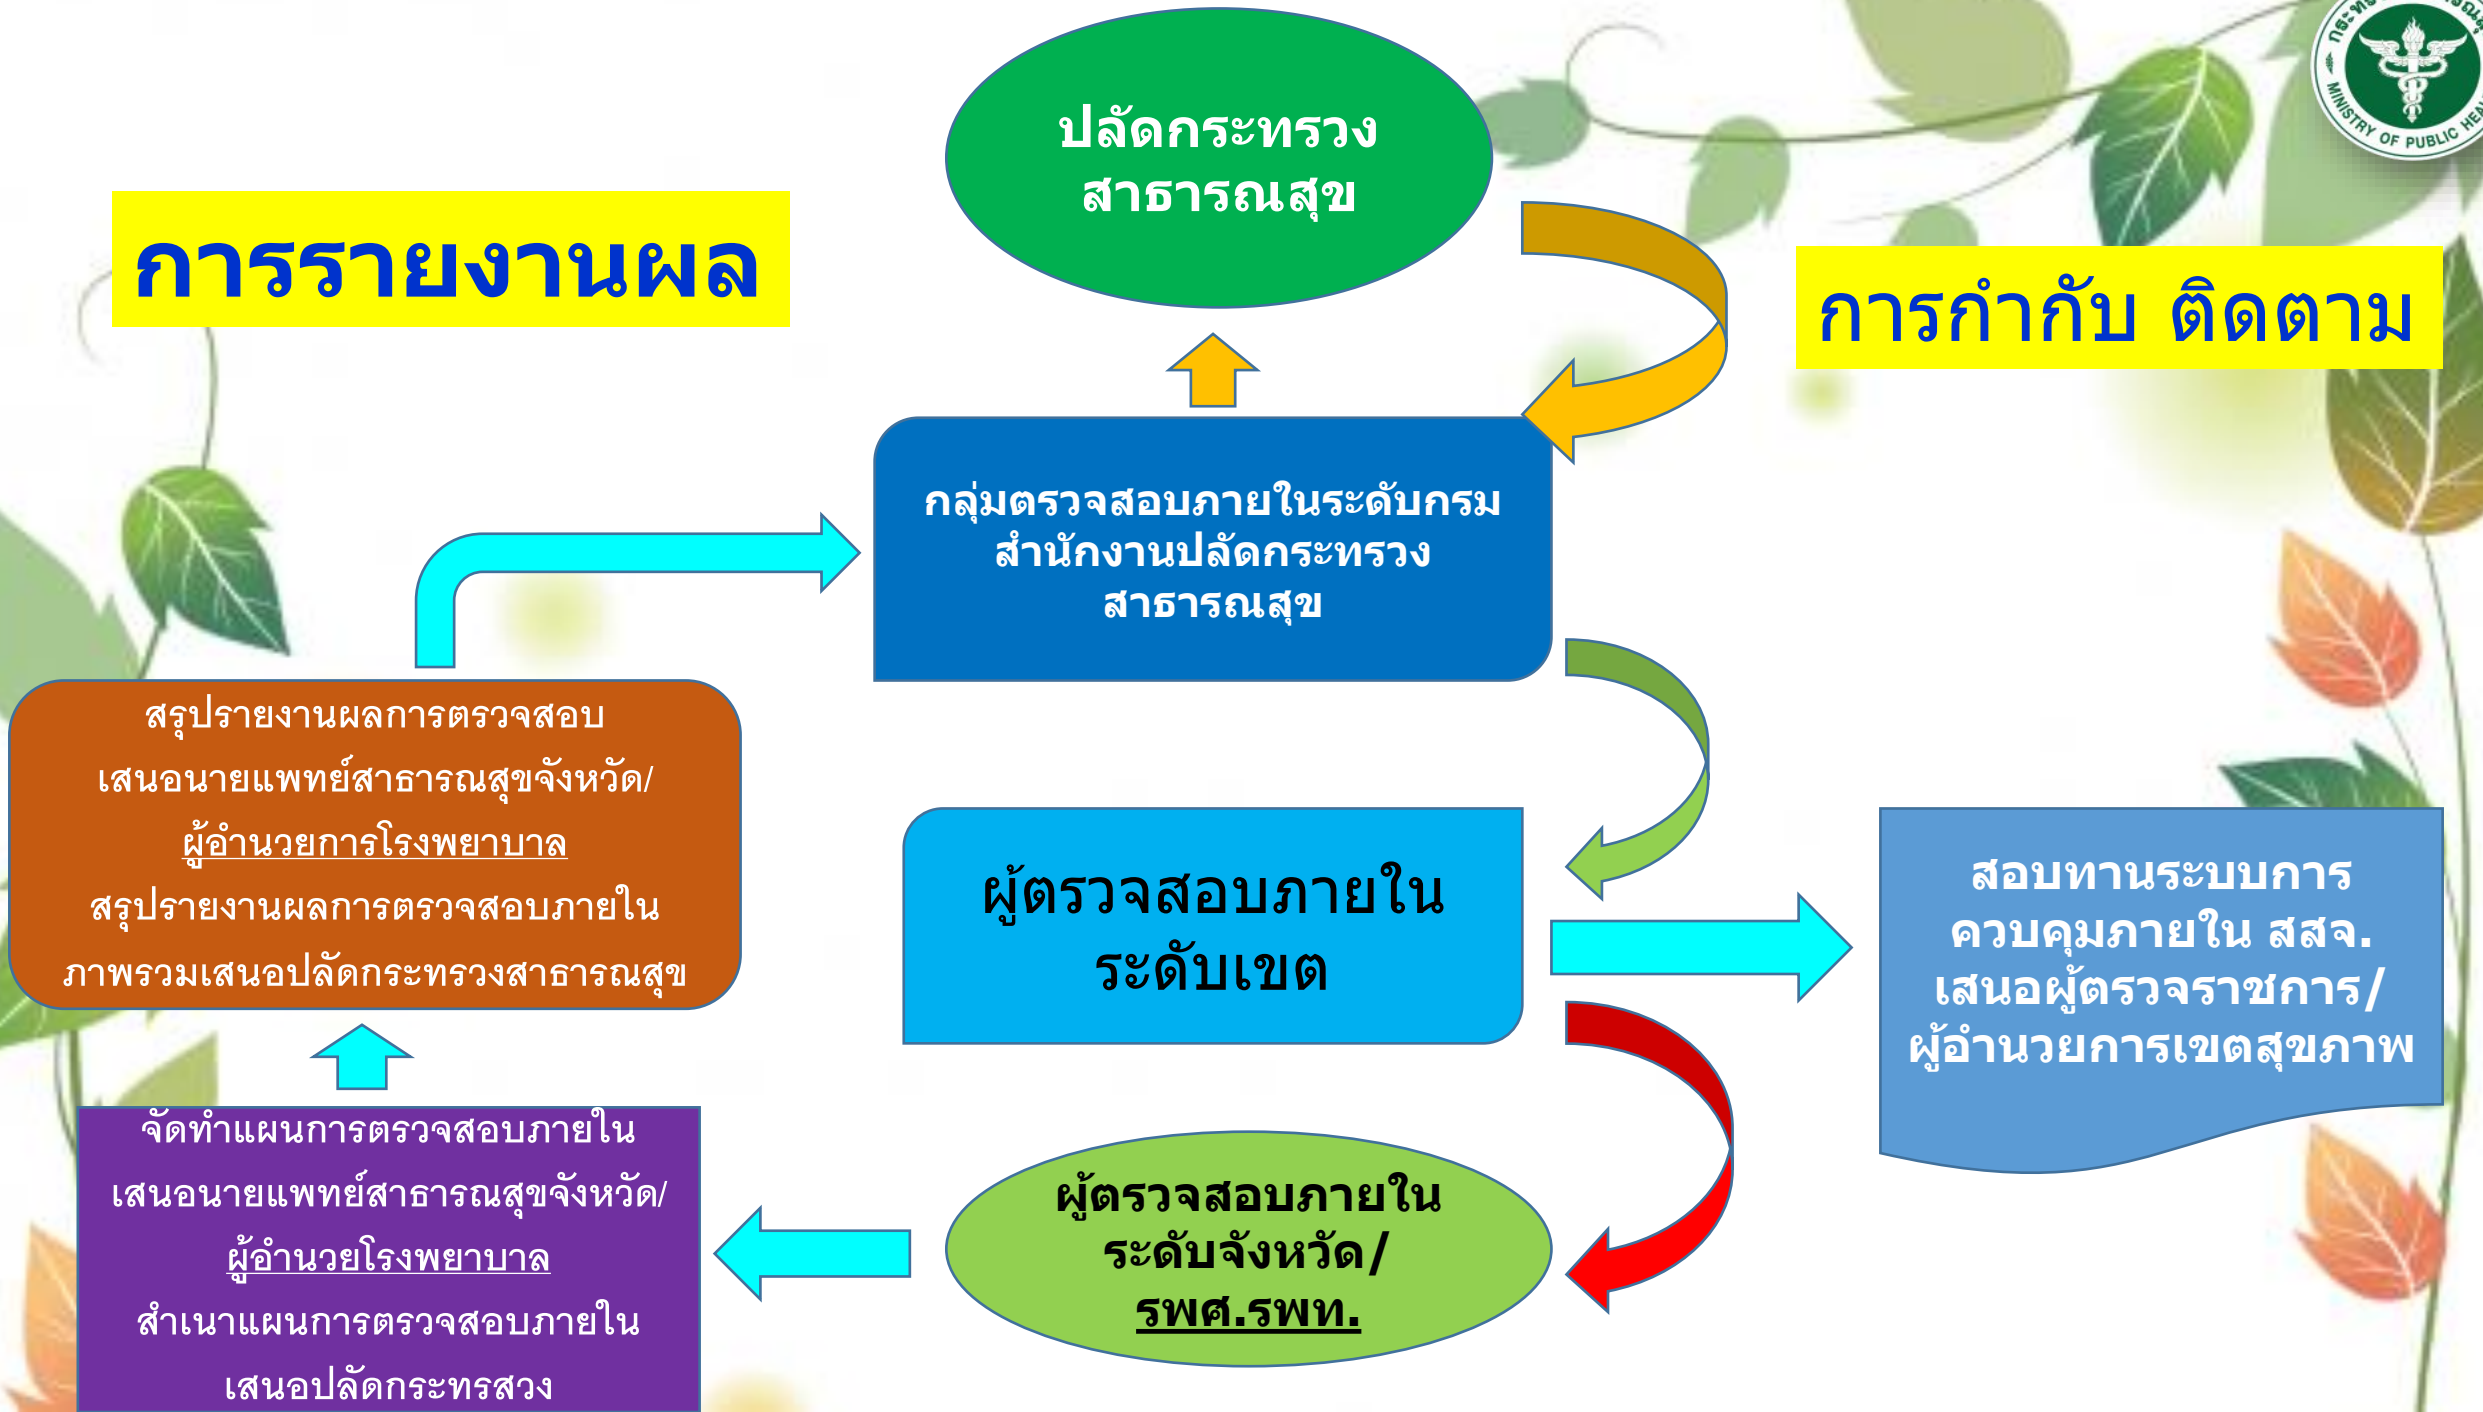 ปลัดกระทรวง
สาธารณสุข
MINISTRY OF PUBLIC
การรายงานผล
การกำกับ ติดตาม
กลุ่มตรวจสอบภายในระดับกรม
สำนักงานปลัดกระทรวง
สาธารณสุข
สรุปรายงานผลการตรวจสอบ
เสนอนายแพทย์สาธารณสุขจังหวัด/
ผู้อำนวยการโรงพยาบาล
สรุปรายงานผลการตรวจสอบภายใน
ภาพรวมเสนอปลัดกระทรวงสาธารณสุข
ผู้ตรวจสอบภายใน
ระดับเขต
สอบทานระบบการ
ควบคุมภายใน สสจ.
เสนอผู้ตรวจราชการ/
ผู้อำนวยการเขตสุขภาพ
จัดทำแผนการตรวจสอบภายใน
เสนอนายแพทย์สาธารณสุขจังหวัด/
ผู้อำนวยโรงพยาบาล
สำเนาแผนการตรวจสอบภายใน
เสนอปลัดกระทรสวง
ผู้ตรวจสอบภายใน
ระดับจังหวัด/
รพศ.รพท.